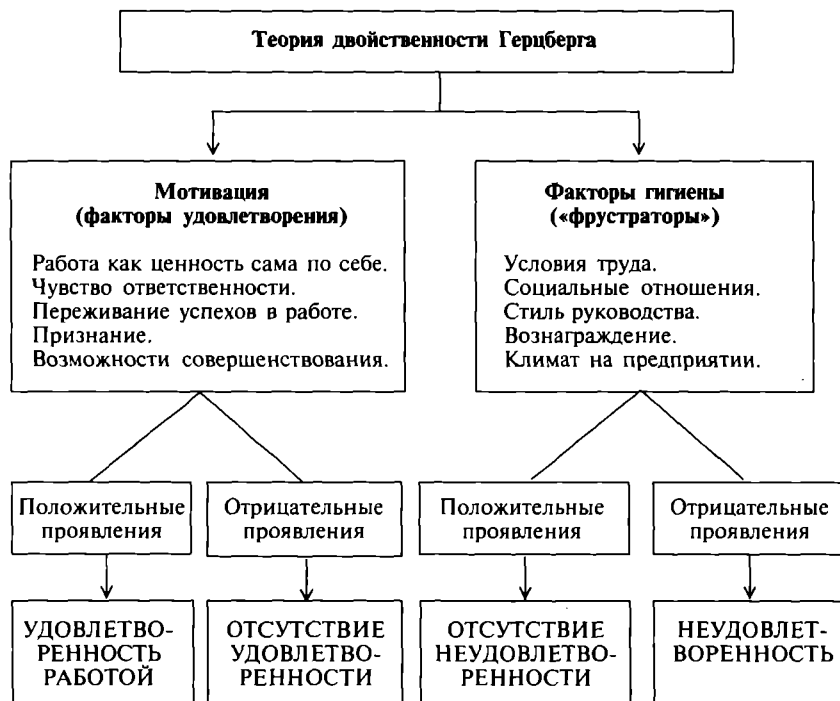 Теория двойственности Герцберга
Мотивация
(факторы удовлетворения)
Работа как ценность сама по себе.
Чувство ответственности.
Переживание успехов в работе.
Признание.
Возможности совершенствования.
Факторы гигиены
(«фрустраторы»)
Условия труда.
Социальные отношения.
Стиль руководства.
Вознаграждение.
Климат на предприятии.
Положительные
проявления
Отрицательные
проявления
Положительные
проявления
Отрицательные
проявления
УДОВЛЕТВО-
РЕННОСТЬ
РАБОТОЙ
ОТСУТСТВИЕ
УДОВЛЕТВО-
РЕННОСТИ
ОТСУТСТВИЕ
НЕУДОВЛЕТВО-
РЕННОСТИ
НЕУДОВЛЕТ-
ВОРЕННОСТЬ